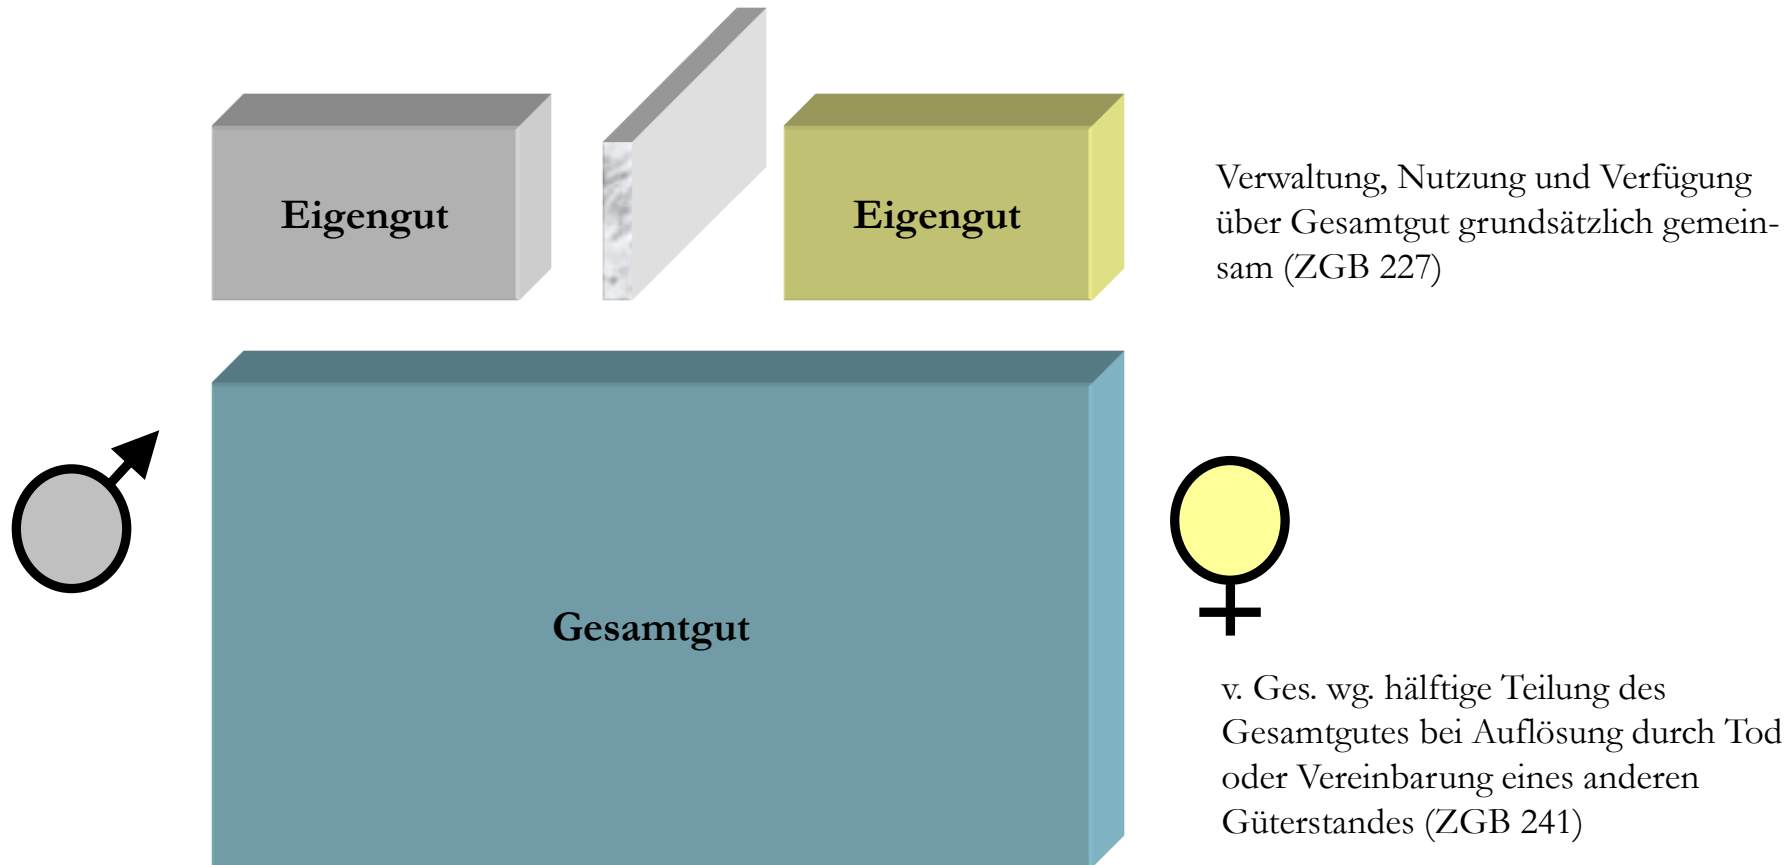 Eigengut
Eigengut
Verwaltung, Nutzung und Verfügung
über Gesamtgut grundsätzlich gemein-
sam (ZGB 227)
Gesamtgut
v. Ges. wg. hälftige Teilung des
Gesamtgutes bei Auflösung durch Tod
oder Vereinbarung eines anderen
Güterstandes (ZGB 241)